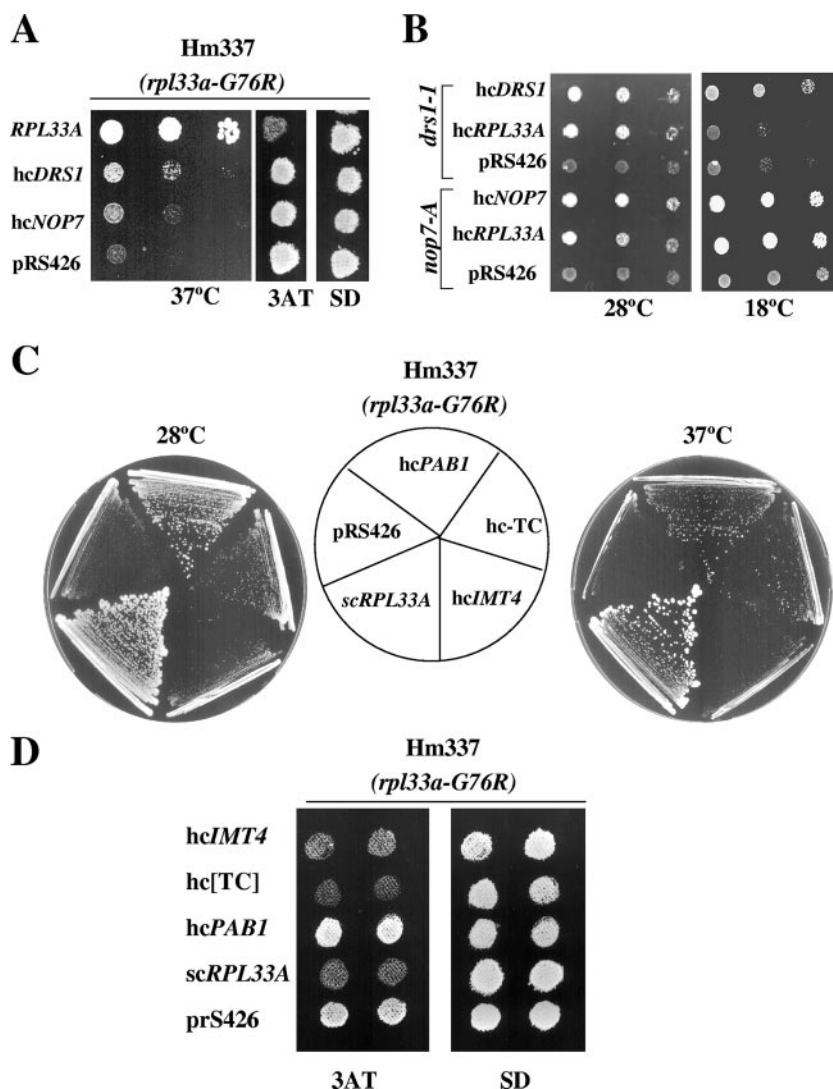 A
Hm337
(rpl33a-G76R)
RPL33A
hcDRS1
hcNOP7
pRS426
37ºC
3AT
SD
B
drs1-1
hcDRS1
hcRPL33A
pRS426
nop7-A
hcNOP7
hcRPL33A
pRS426
28ºC
18ºC
C
Hm337
(rpl33a-G76R)
28ºC
37ºC
hcPAB1
pRS426
hc-TC
scRPL33A
hcIMT4
D
Hm337
(rpl33a-G76R)
hcIMT4
hc[TC]
hcPAB1
scRPL33A
prS426
3AT
SD